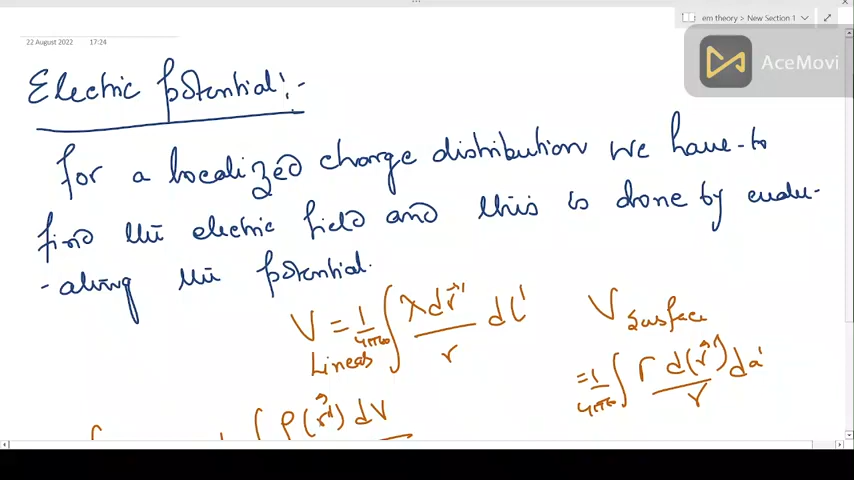 em theory > New Section 1
22 August 2022 17:24
AceMovi
Electric potential:-
For a localized charge distribution we have to
find the electric field and this is done by evalu-
-ating the potential.
V = 1/4πε₀ ∫ λ d r⃗' / r dl'
Linear
V surface
= 1/4πε₀ ∫ σ d(r⃗') / r da'
∫ ρ(r⃗') dV